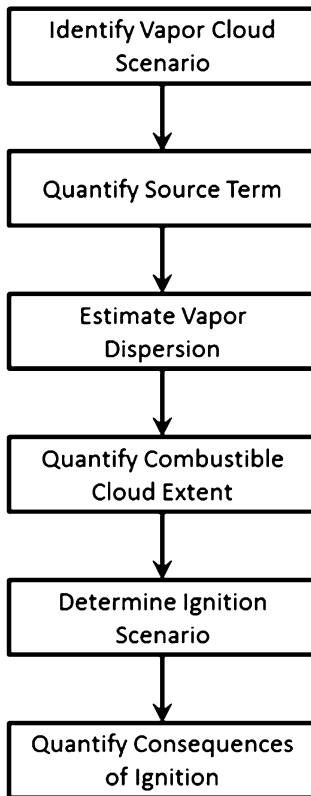 Identify Vapor Cloud
Scenario
Quantify Source Term
Estimate Vapor
Dispersion
Quantify Combustible
Cloud Extent
Determine Ignition
Scenario
Quantify Consequences
of Ignition